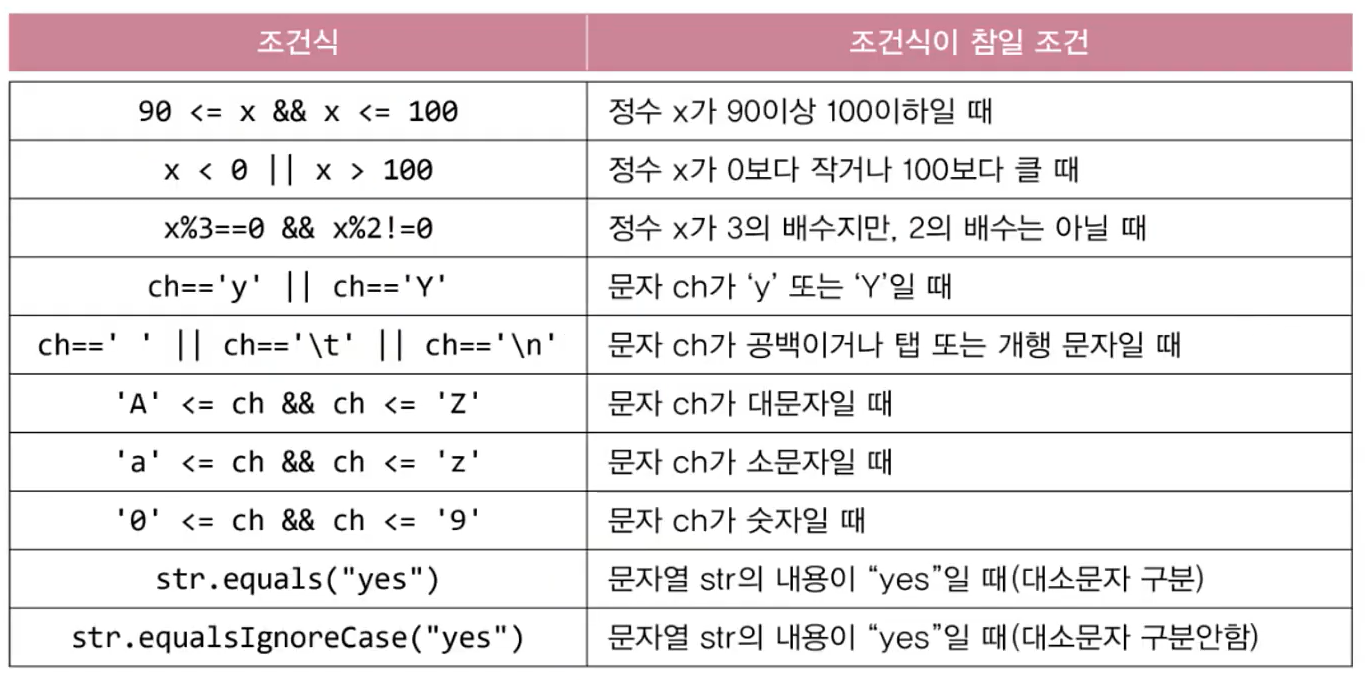 조건식 조건식이 참일 조건
90 <= x && x <= 100 정수 x가 90이상 100이하일 때
x < 0 || x > 100 정수 x가 0보다 작거나 100보다 클 때
x%3==0 && x%2!=0 정수 x가 3의 배수지만, 2의 배수는 아닐 때
ch=='y' || ch=='Y' 문자 ch가 ‘y’ 또는 ‘Y’일 때
ch==' ' || ch=='\t' || ch=='\n' 문자 ch가 공백이거나 탭 또는 개행 문자일 때
'A' <= ch && ch <= 'Z' 문자 ch가 대문자일 때
'a' <= ch && ch <= 'z' 문자 ch가 소문자일 때
'0' <= ch && ch <= '9' 문자 ch가 숫자일 때
str.equals("yes") 문자열 str의 내용이 “yes”일 때(대소문자 구분)
str.equalsIgnoreCase("yes") 문자열 str의 내용이 “yes”일 때(대소문자 구분안함)